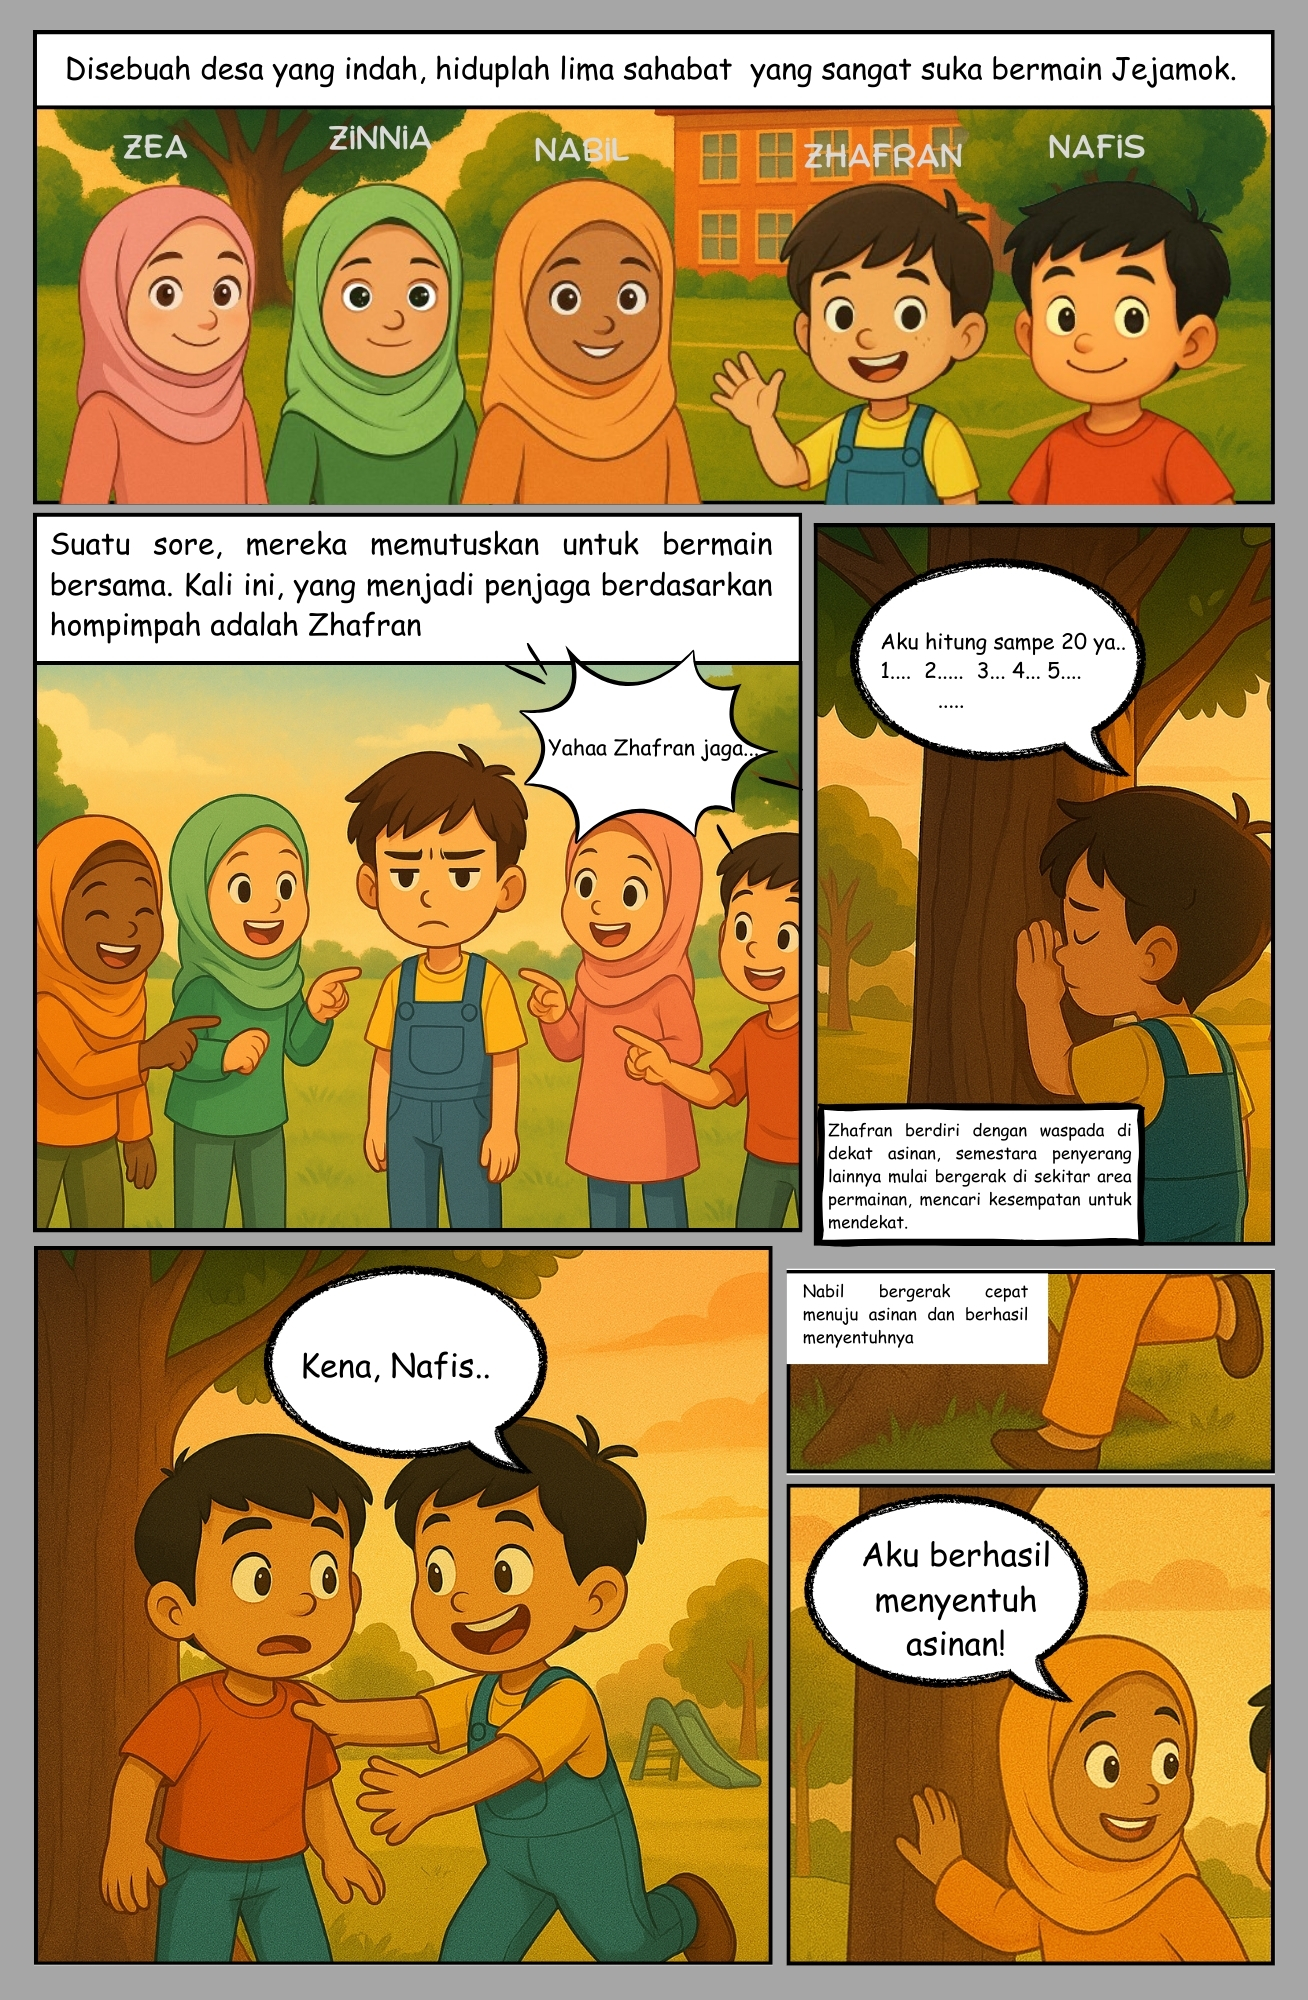 Disebuah desa yang indah, hiduplah lima sahabat yang sangat suka bermain Jejamok.
ZEA
ZiNNiA
NABiL
ZHAFRAN
NAFiS
Suatu sore, mereka memutuskan untuk bermain
bersama. Kali ini, yang menjadi penjaga berdasarkan
hompimpah adalah Zhafran
Yahaa Zhafran jaga...
Aku hitung sampe 20 ya..
1.... 2..... 3... 4... 5....
.....
Zhafran berdiri dengan waspada di
dekat asinan, semestara penyerang
lainnya mulai bergerak di sekitar area
permainan, mencari kesempatan untuk
mendekat.
Kena, Nafis..
Nabil bergerak cepat
menuju asinan dan berhasil
menyentuhnya
Aku berhasil
menyentuh
asinan!